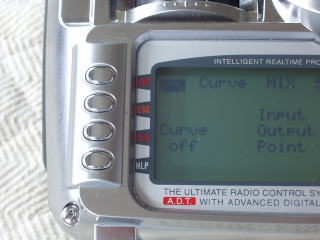 INTELLIGENT REALTIME PRO
Curve MIX
ESC
Input
Curve Output
off Point
HLP
THE ULTIMATE RADIO CONTROL SY
A.D.T. WITH ADVANCED DIGITAL